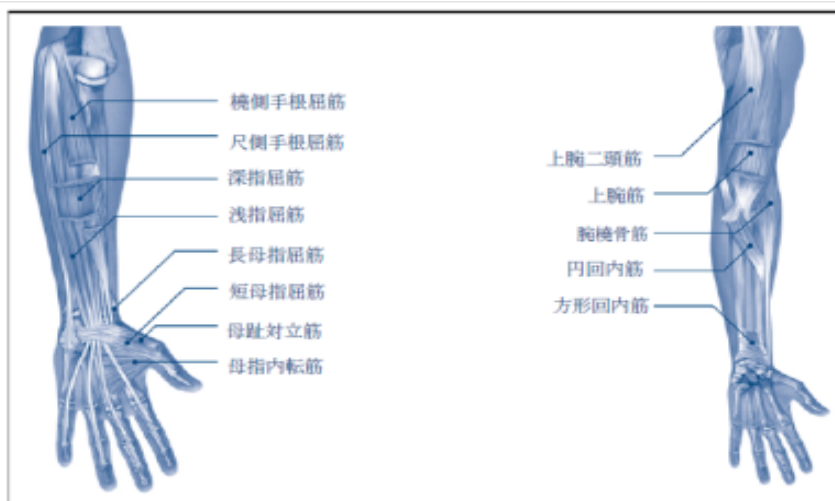 橈側手根屈筋
尺側手根屈筋
深指屈筋
浅指屈筋
長母指屈筋
短母指屈筋
母趾対立筋
母指内転筋
上腕二頭筋
上腕筋
腕橈骨筋
円回内筋
方形回内筋